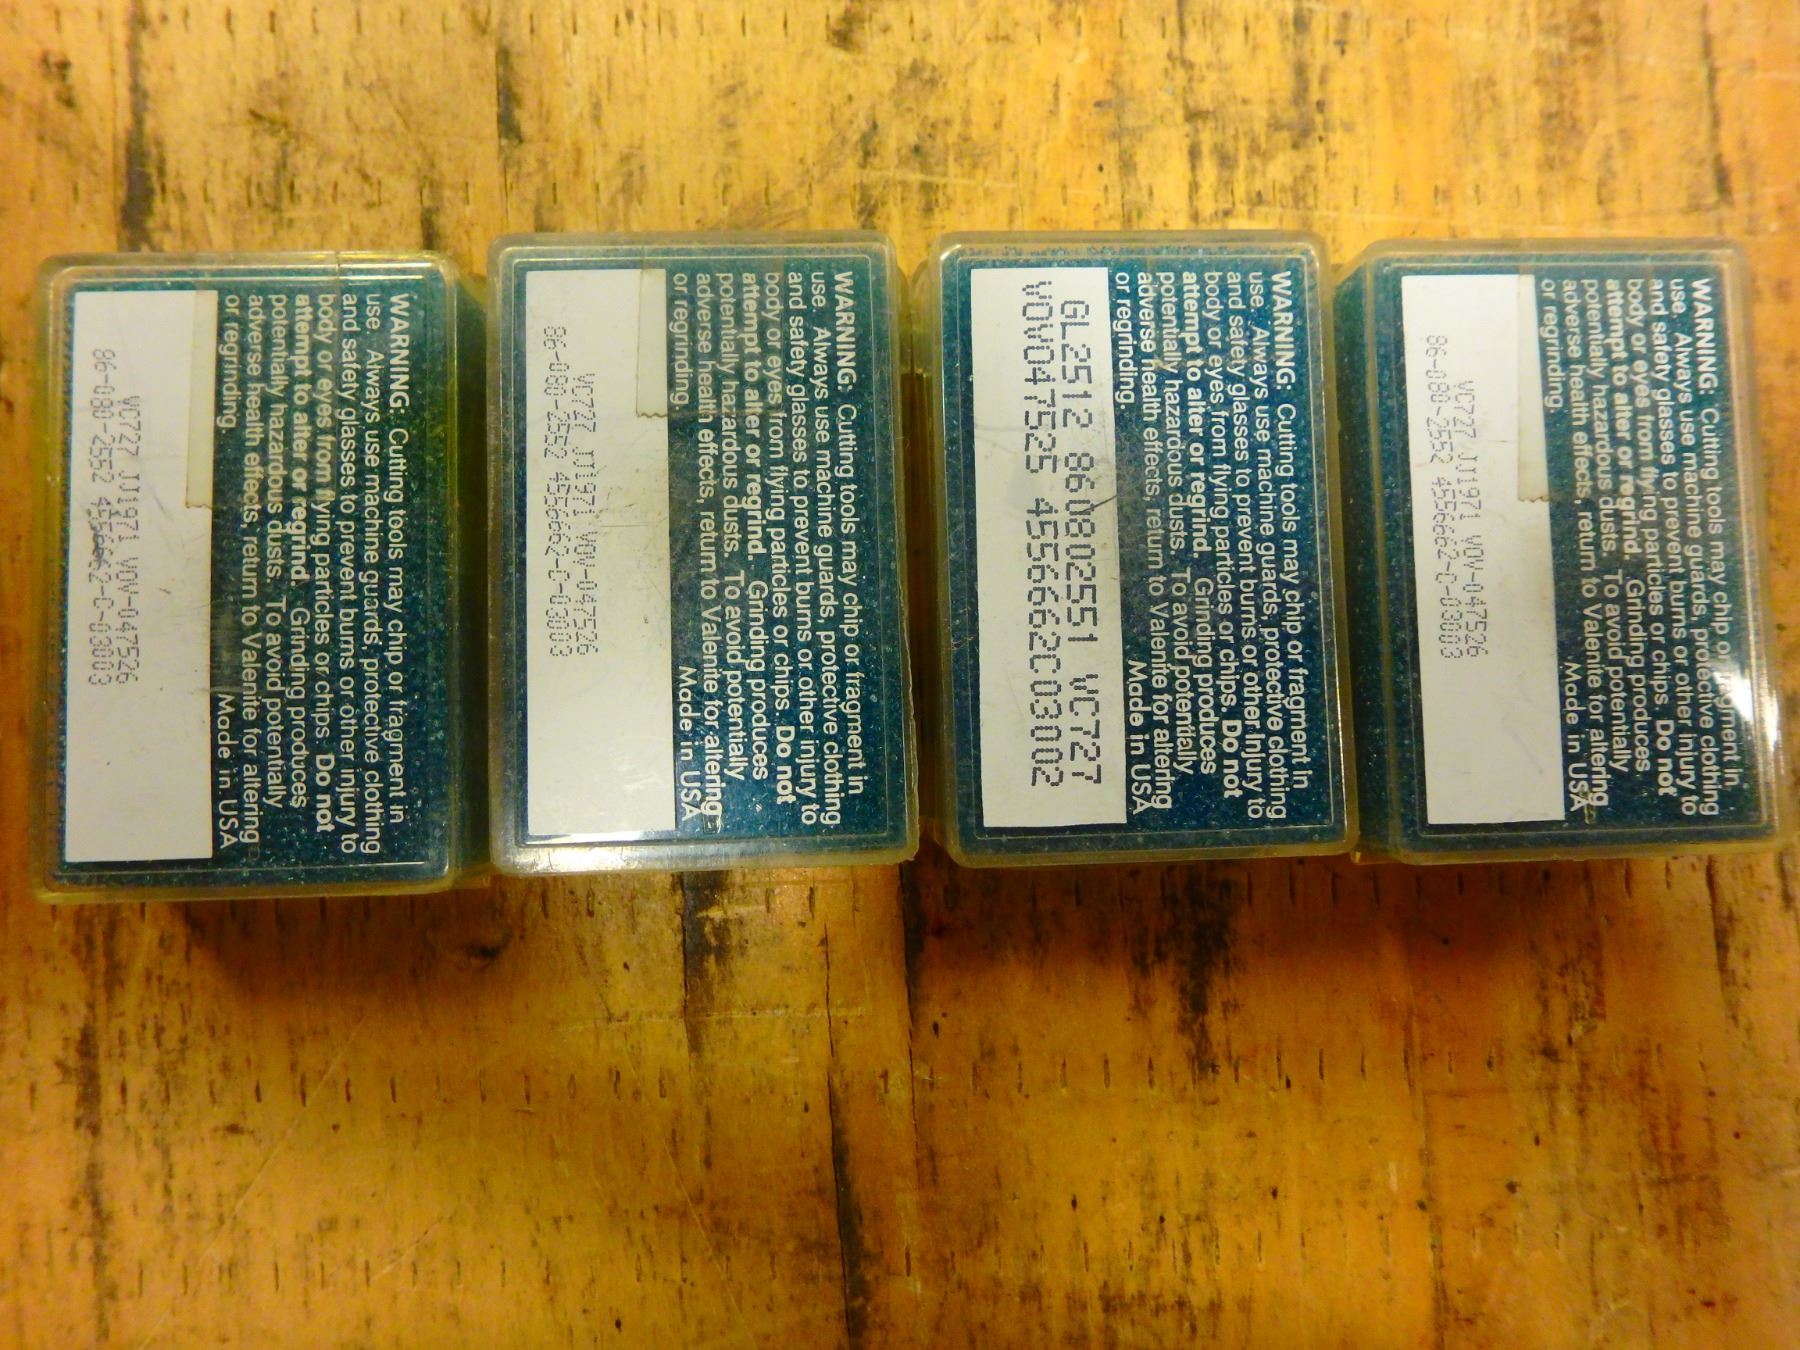 VC727 JJ1971 VOV-047526
86-080-2552 4556662-C-03003
WARNING: Cutting tools may chip or fragment in
use. Always use machine guards, protective clothing
and safety glasses to prevent burns or other injury to
body or eyes from flying particles or chips. Do not
attempt to alter or regrind. Grinding produces
potentially hazardous dusts. To avoid potentially
adverse health effects, return to Valenite for altering
or regrinding.
Made in USA
VC727 JJ1971 VOV-047526
86-080-2552 4556662-C-03003
WARNING: Cutting tools may chip or fragment in
use. Always use machine guards, protective clothing
and safety glasses to prevent burns or other injury to
body or eyes from flying particles or chips. Do not
attempt to alter or regrind. Grinding produces
potentially hazardous dusts. To avoid potentially
adverse health effects, return to Valenite for altering
or regrinding.
Made in USA
GL2512 860802551 VC727
VOV047525 4556662C03002
WARNING: Cutting tools may chip or fragment in
use. Always use machine guards, protective clothing
and safety glasses to prevent burns or other injury to
body or eyes from flying particles or chips. Do not
attempt to alter or regrind. Grinding produces
potentially hazardous dusts. To avoid potentially
adverse health effects, return to Valenite for altering
or regrinding.
Made in USA
VC727 JJ1971 VOV-047526
86-080-2552 4556662-C-03003
WARNING: Cutting tools may chip or fragment in
use. Always use machine guards, protective clothing
and safety glasses to prevent burns or other injury to
body or eyes from flying particles or chips. Do not
attempt to alter or regrind. Grinding produces
potentially hazardous dusts. To avoid potentially
adverse health effects, return to Valenite for altering
or regrinding.
Made in USA